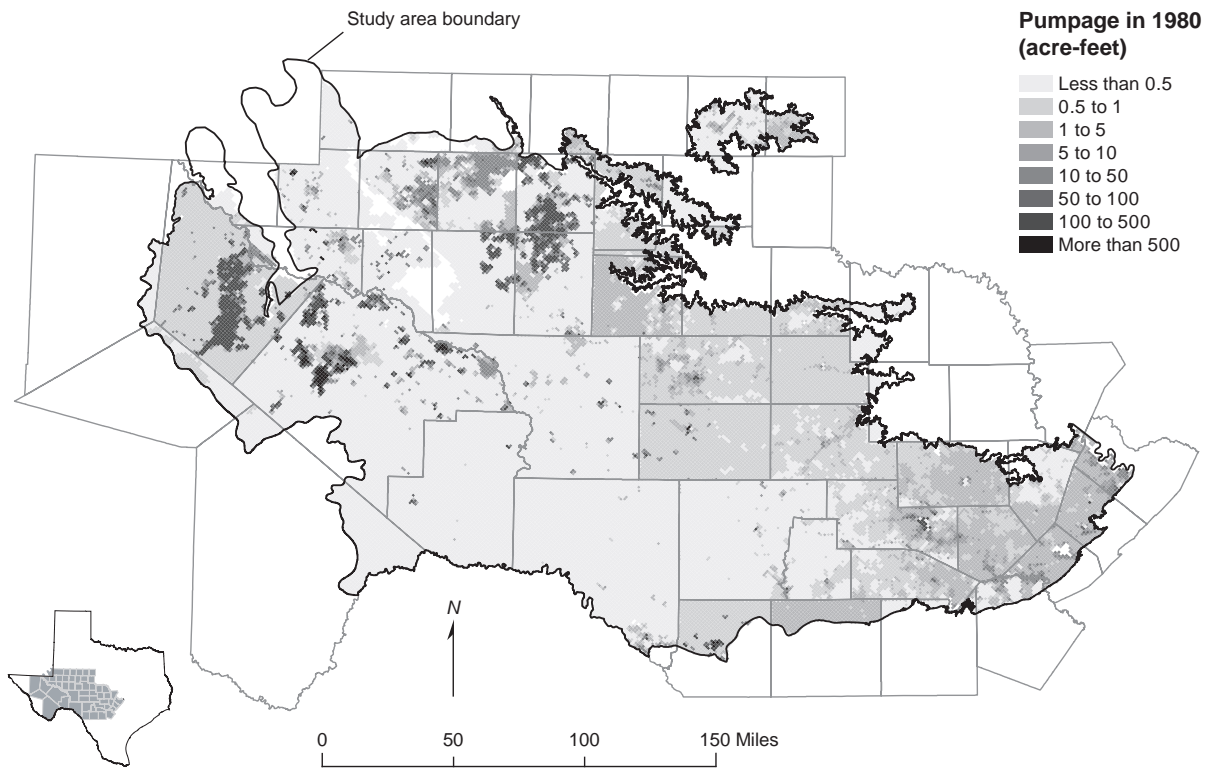 Study area boundary
Pumpage in 1980
(acre-feet)
Less than 0.5
0.5 to 1
1 to 5
5 to 10
10 to 50
50 to 100
100 to 500
More than 500
N
0 50 100 150 Miles